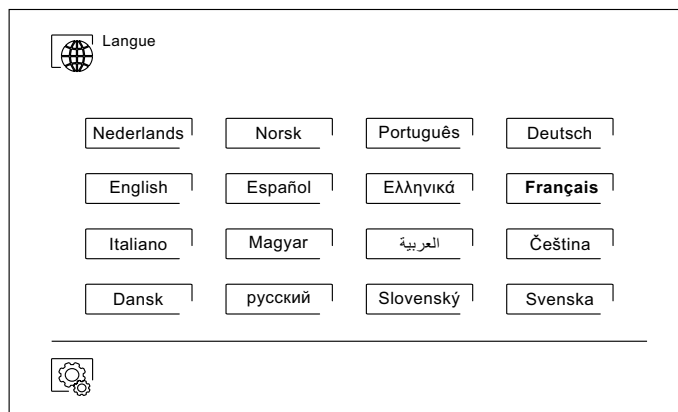 Langue
Nederlands Norsk Português Deutsch
English Español Ελληνικά Français
Italiano Magyar العربية Čeština
Dansk русский Slovenský Svenska